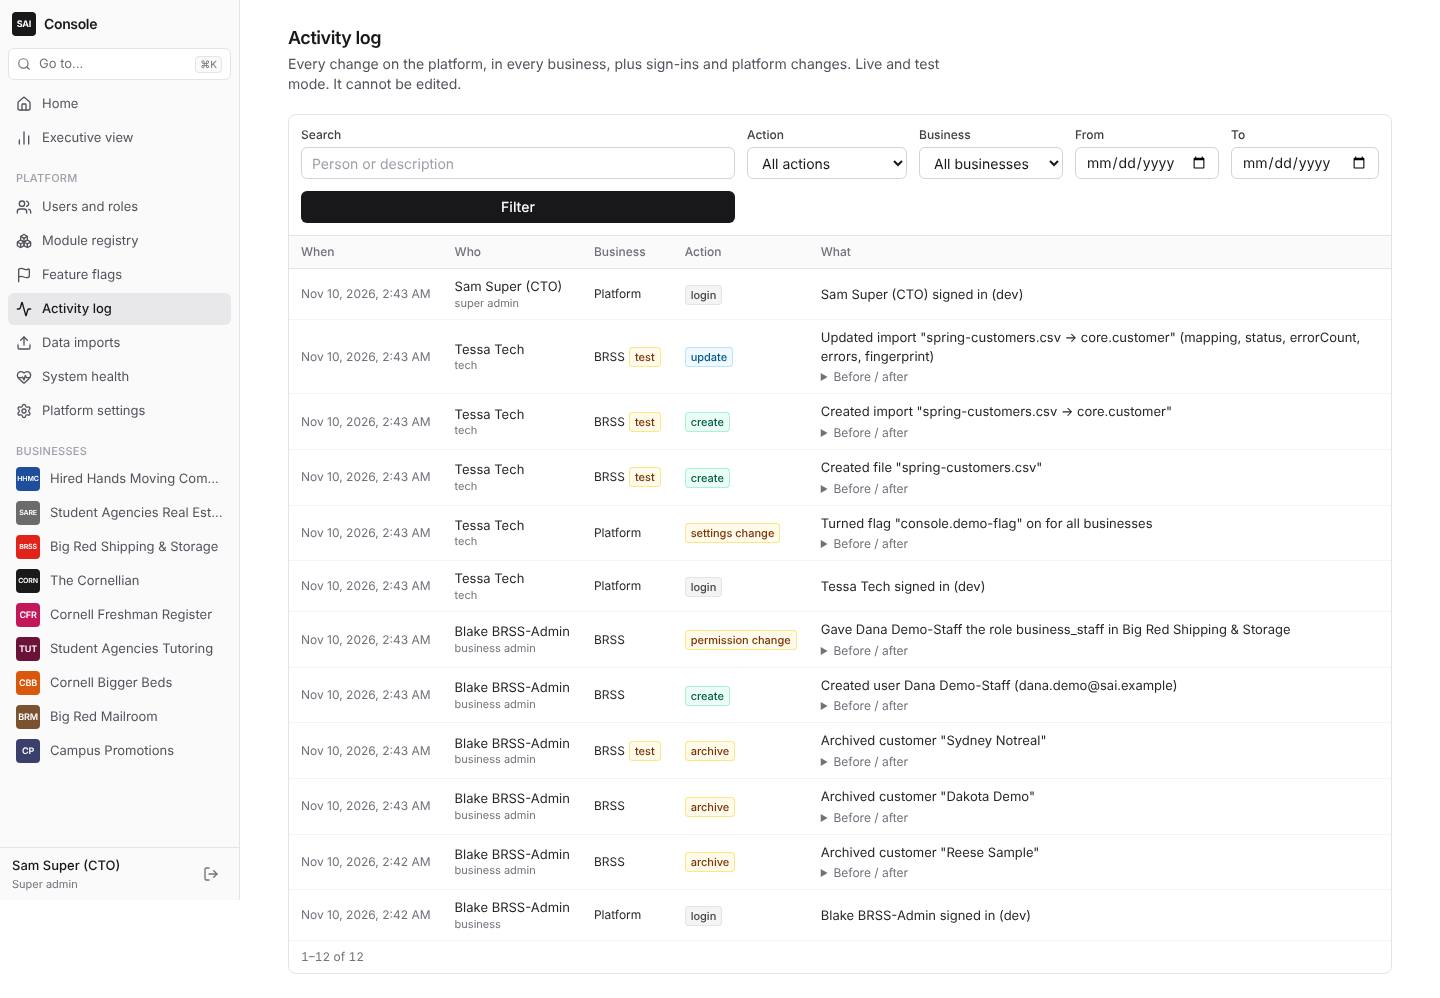 SAI Console
Go to... ⌘K
Home
Executive view
PLATFORM
Users and roles
Module registry
Feature flags
Activity log
Data imports
System health
Platform settings
BUSINESSES
HHMC Hired Hands Moving Com...
SARE Student Agencies Real Est...
BRSS Big Red Shipping & Storage
CORN The Cornellian
CFR Cornell Freshman Register
TUT Student Agencies Tutoring
CBB Cornell Bigger Beds
BRM Big Red Mailroom
CP Campus Promotions
Sam Super (CTO)
Super admin
Activity log
Every change on the platform, in every business, plus sign-ins and platform changes. Live and test
mode. It cannot be edited.
Search Action Business From To
Person or description All actions All businesses mm/dd/yyyy mm/dd/yyyy
Filter
When Who Business Action What
Nov 10, 2026, 2:43 AM Sam Super (CTO) super admin Platform login Sam Super (CTO) signed in (dev)
Nov 10, 2026, 2:43 AM Tessa Tech tech BRSS test update Updated import "spring-customers.csv → core.customer" (mapping, status, errorCount,
errors, fingerprint)
Before / after
Nov 10, 2026, 2:43 AM Tessa Tech tech BRSS test create Created import "spring-customers.csv → core.customer"
Before / after
Nov 10, 2026, 2:43 AM Tessa Tech tech BRSS test create Created file "spring-customers.csv"
Before / after
Nov 10, 2026, 2:43 AM Tessa Tech tech Platform settings change Turned flag "console.demo-flag" on for all businesses
Before / after
Nov 10, 2026, 2:43 AM Tessa Tech tech Platform login Tessa Tech signed in (dev)
Nov 10, 2026, 2:43 AM Blake BRSS-Admin business admin BRSS permission change Gave Dana Demo-Staff the role business_staff in Big Red Shipping & Storage
Before / after
Nov 10, 2026, 2:43 AM Blake BRSS-Admin business admin BRSS create Created user Dana Demo-Staff (dana.demo@sai.example)
Before / after
Nov 10, 2026, 2:43 AM Blake BRSS-Admin business admin BRSS test archive Archived customer "Sydney Notreal"
Before / after
Nov 10, 2026, 2:43 AM Blake BRSS-Admin business admin BRSS archive Archived customer "Dakota Demo"
Before / after
Nov 10, 2026, 2:42 AM Blake BRSS-Admin business admin BRSS archive Archived customer "Reese Sample"
Before / after
Nov 10, 2026, 2:42 AM Blake BRSS-Admin business Platform login Blake BRSS-Admin signed in (dev)
1–12 of 12